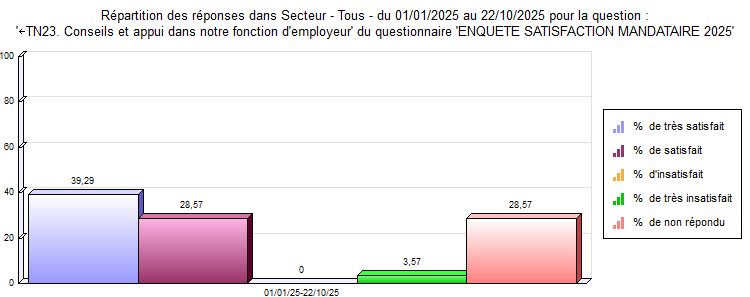 Répartition des réponses dans Secteur - Tous - du 01/01/2025 au 22/10/2025 pour la question :
'←TN23. Conseils et appui dans notre fonction d'employeur' du questionnaire 'ENQUETE SATISFACTION MANDATAIRE 2025'
100
80
60
40
20
0
39,29
28,57
0
3,57
28,57
01/01/25-22/10/25
% de très satisfait
% de satisfait
% d'insatisfait
% de très insatisfait
% de non répondu